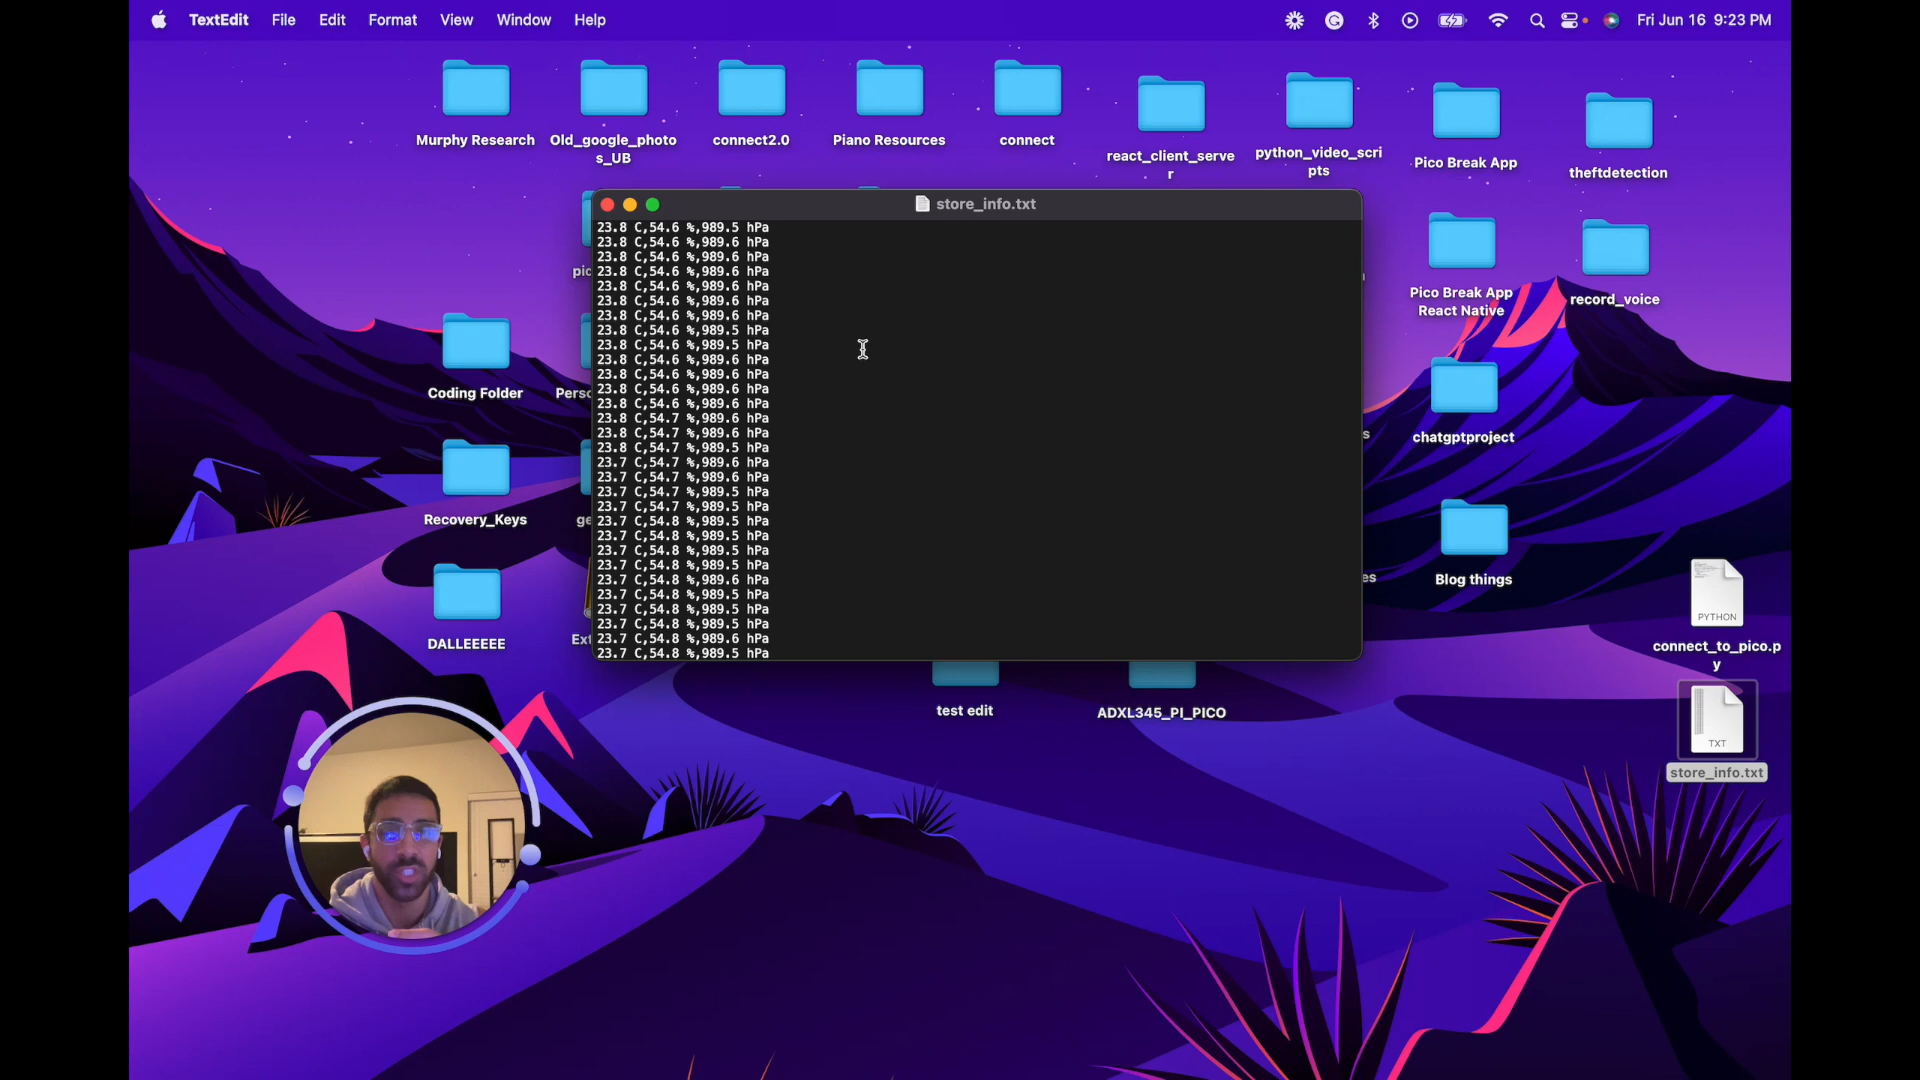 TextEdit File Edit Format View Window Help Fri Jun 16 9:23 PM
Murphy Research
Old_google_photo
s_UB
connect2.0
Piano Resources
connect
react_client_serve
r
python_video_scri
pts
Pico Break App
theftdetection
store_info.txt
23.8 C,54.6 %,989.5 hPa
23.8 C,54.6 %,989.6 hPa
23.8 C,54.6 %,989.6 hPa
23.8 C,54.6 %,989.6 hPa
23.8 C,54.6 %,989.6 hPa
23.8 C,54.6 %,989.6 hPa
23.8 C,54.6 %,989.6 hPa
23.8 C,54.6 %,989.5 hPa
23.8 C,54.6 %,989.5 hPa
23.8 C,54.6 %,989.6 hPa
23.8 C,54.6 %,989.6 hPa
23.8 C,54.6 %,989.6 hPa
23.8 C,54.6 %,989.6 hPa
23.8 C,54.7 %,989.6 hPa
23.8 C,54.7 %,989.6 hPa
23.8 C,54.7 %,989.5 hPa
23.7 C,54.7 %,989.6 hPa
23.7 C,54.7 %,989.6 hPa
23.7 C,54.7 %,989.5 hPa
23.7 C,54.7 %,989.5 hPa
23.7 C,54.8 %,989.5 hPa
23.7 C,54.8 %,989.5 hPa
23.7 C,54.8 %,989.5 hPa
23.7 C,54.8 %,989.5 hPa
23.7 C,54.8 %,989.6 hPa
23.7 C,54.8 %,989.5 hPa
23.7 C,54.8 %,989.5 hPa
23.7 C,54.8 %,989.5 hPa
23.7 C,54.8 %,989.6 hPa
23.7 C,54.8 %,989.5 hPa
pic
Pico Break App
React Native
record_voice
Coding Folder
Perso
s
chatgptproject
Recovery_Keys
ge
es
Blog things
DALLEEEEE
Ext
PYTHON
connect_to_pico.p
y
test edit
ADXL345_PI_PICO
TXT
store_info.txt